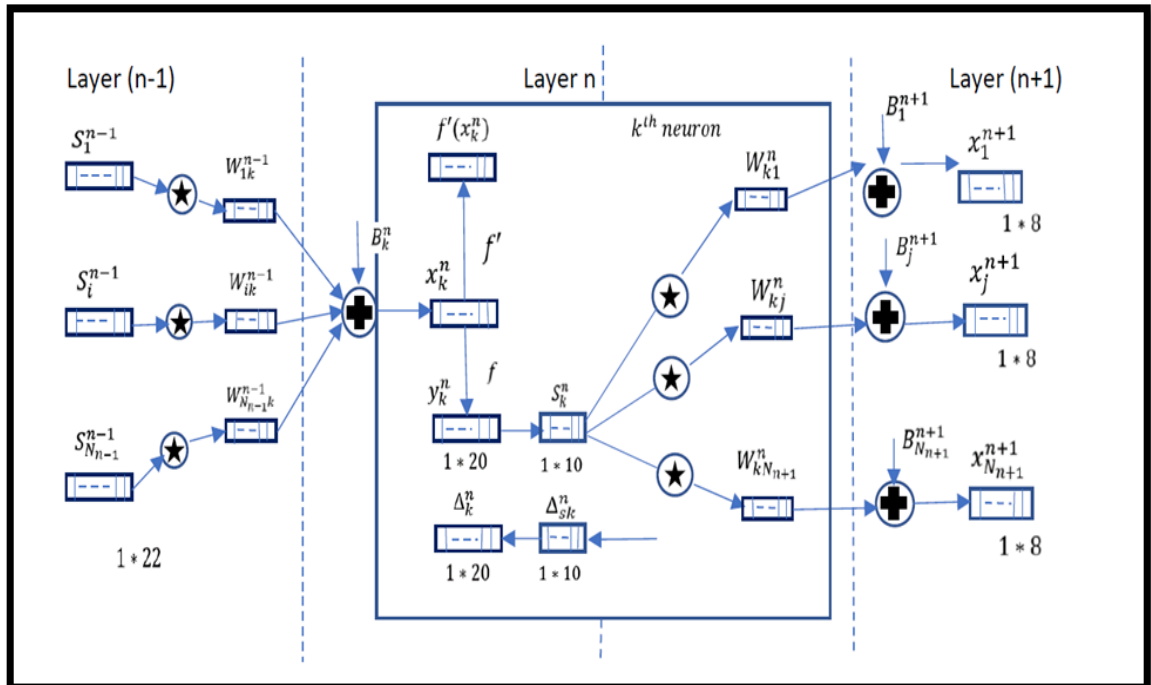 Layer (n-1)
Layer n
Layer (n+1)
S_1^{n-1}
W_{1k}^{n-1}
f'(x_k^n)
k^{th} neuron
W_{k1}^n
B_1^{n+1}
x_1^{n+1}
1 * 8
B_k^n
f'
S_i^{n-1}
W_{ik}^{n-1}
x_k^n
W_{kj}^n
B_j^{n+1}
x_j^{n+1}
1 * 8
f
W_{N_{n-1}k}^{n-1}
y_k^n
S_k^n
S_{N_{n-1}}^{n-1}
1 * 20
1 * 10
W_{kN_{n+1}}^n
B_{N_{n+1}}^{n+1}
x_{N_{n+1}}^{n+1}
1 * 8
Δ_k^n
Δ_{sk}^n
1 * 22
1 * 20
1 * 10